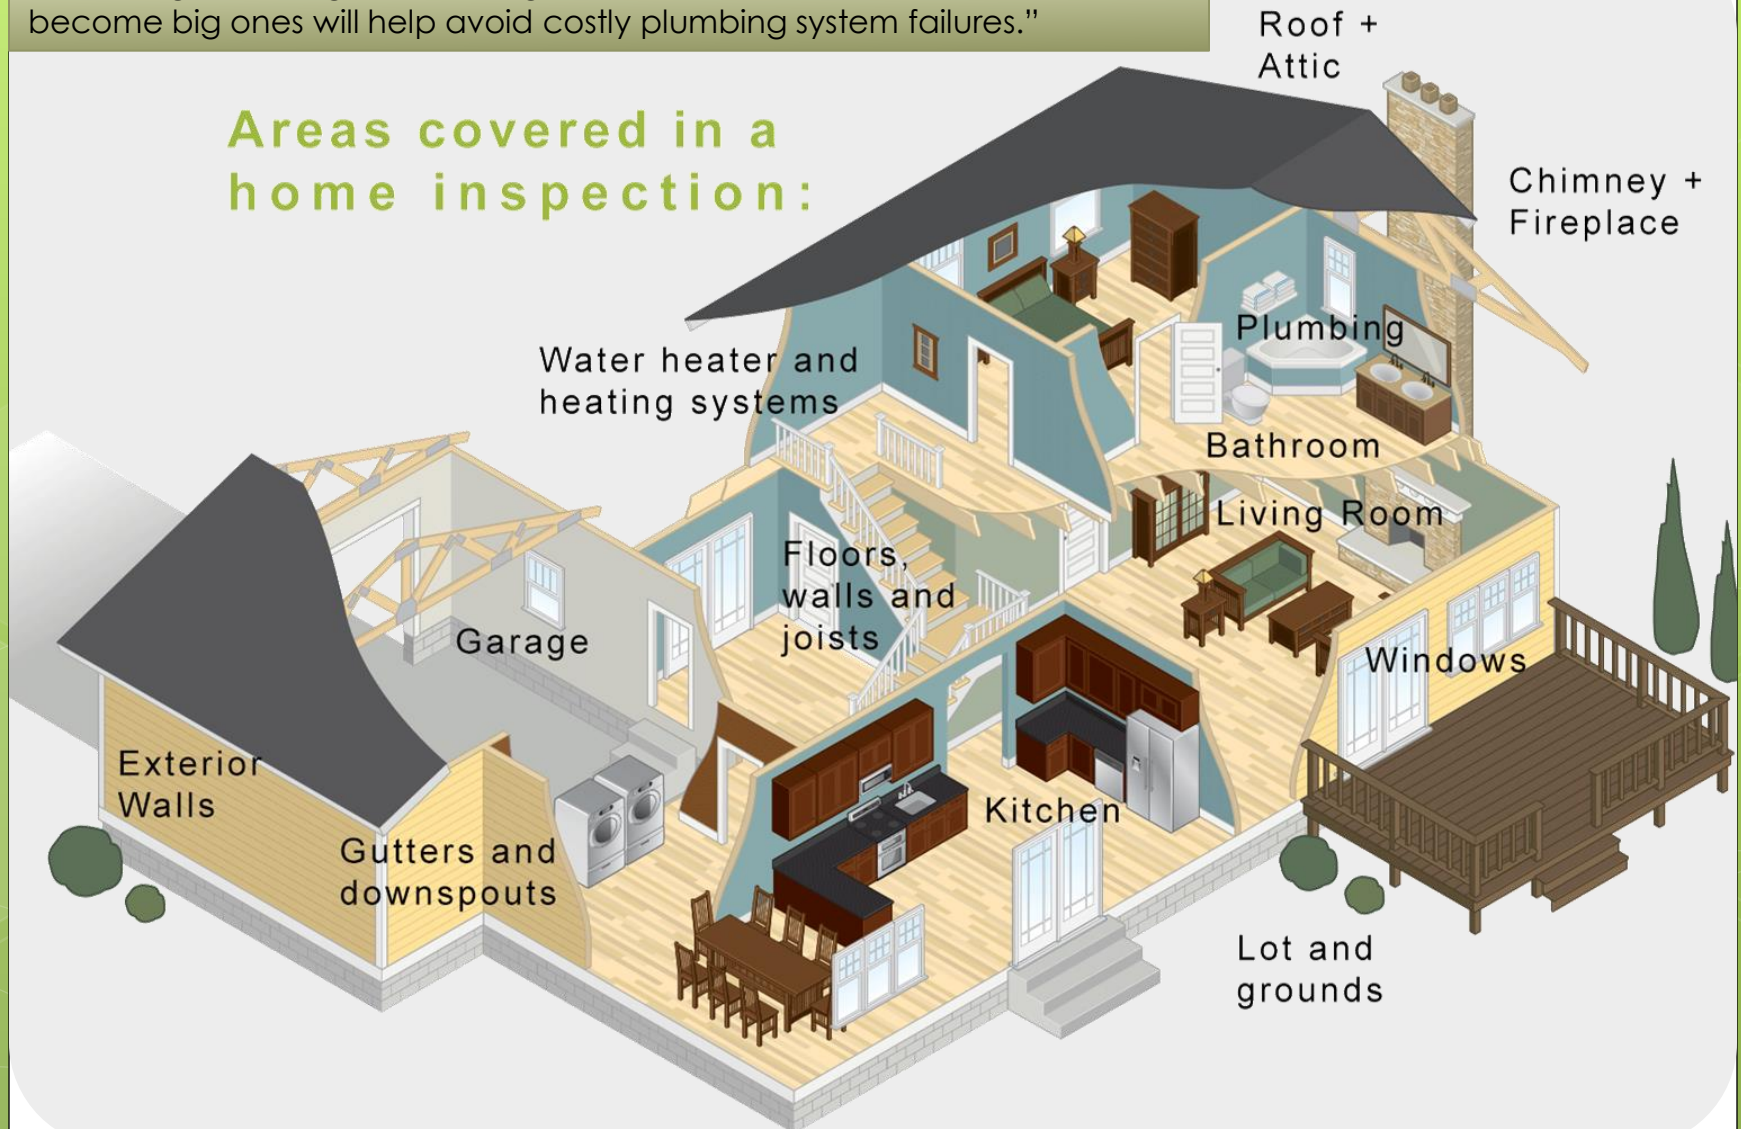 become big ones will help avoid costly plumbing system failures.”
Roof +
Attic
Areas covered in a
home inspection:
Chimney +
Fireplace
Plumbing
Water heater and
heating systems
Bathroom
Living Room
Floors,
walls and
joists
Garage
Windows
Exterior
Walls
Kitchen
Gutters and
downspouts
Lot and
grounds